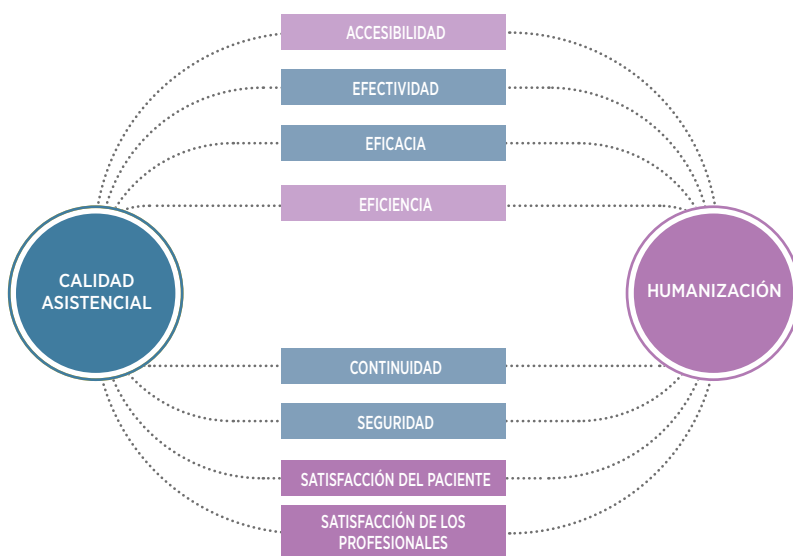 ACCESIBILIDAD
EFECTIVIDAD
EFICACIA
EFICIENCIA
CALIDAD
ASISTENCIAL
HUMANIZACIÓN
CONTINUIDAD
SEGURIDAD
SATISFACCIÓN DEL PACIENTE
SATISFACCIÓN DE LOS
PROFESIONALES